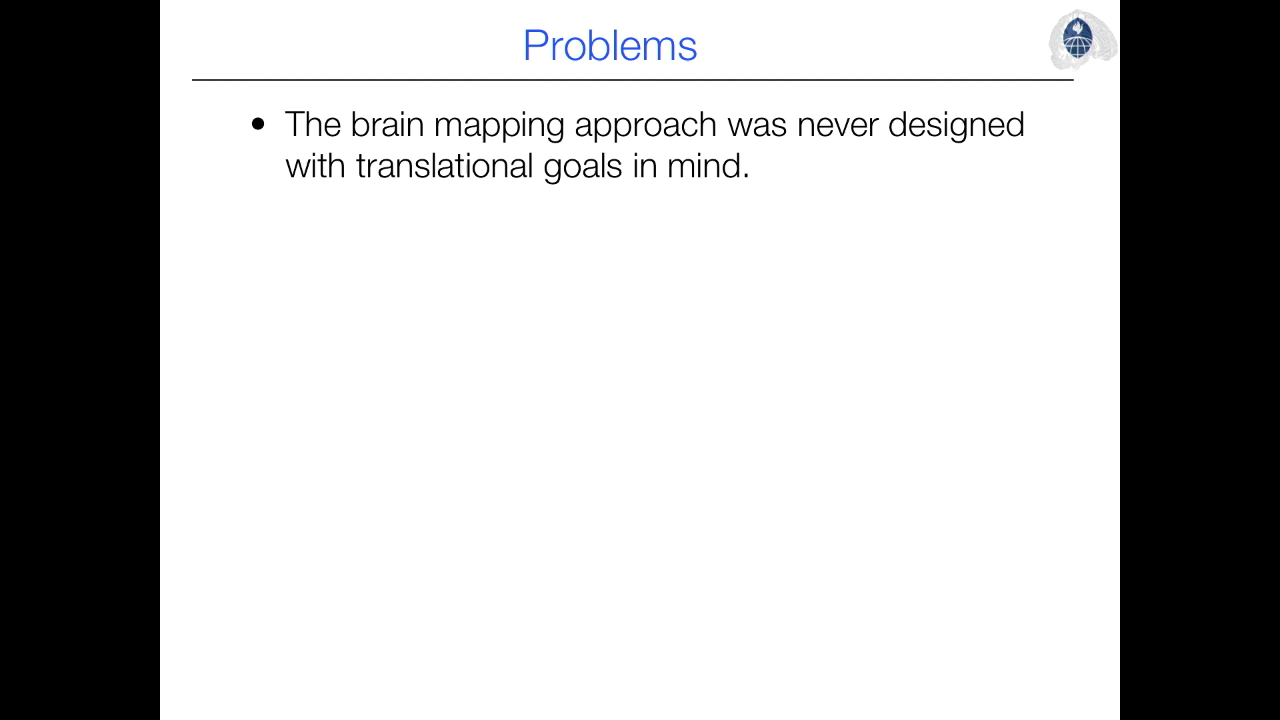 Problems
• The brain mapping approach was never designed
with translational goals in mind.